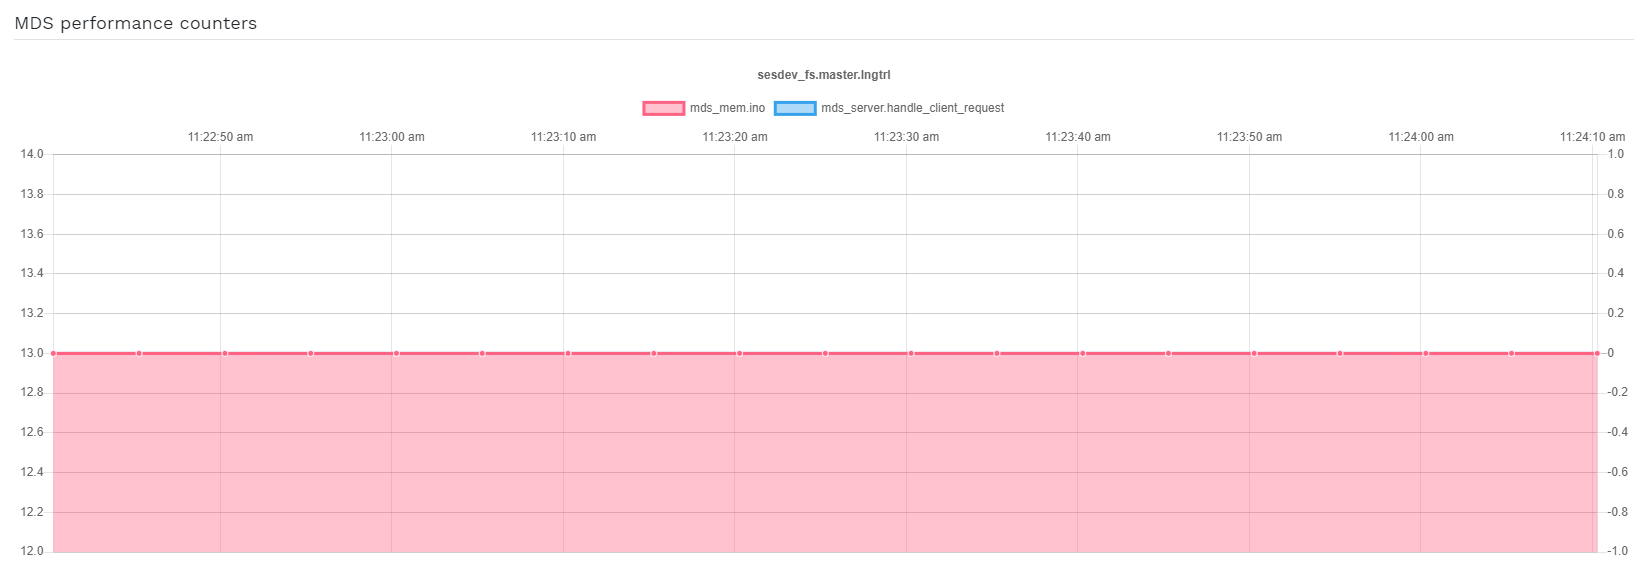 MDS performance counters
sesdev_fs.master.lngtrl
mds_mem.ino mds_server.handle_client_request
11:22:50 am 11:23:00 am 11:23:10 am 11:23:20 am 11:23:30 am 11:23:40 am 11:23:50 am 11:24:00 am 11:24:10 am
14.0 1.0
13.8 0.8
13.6 0.6
13.4 0.4
13.2 0.2
13.0 0
12.8 -0.2
12.6 -0.4
12.4 -0.6
12.2 -0.8
12.0 -1.0